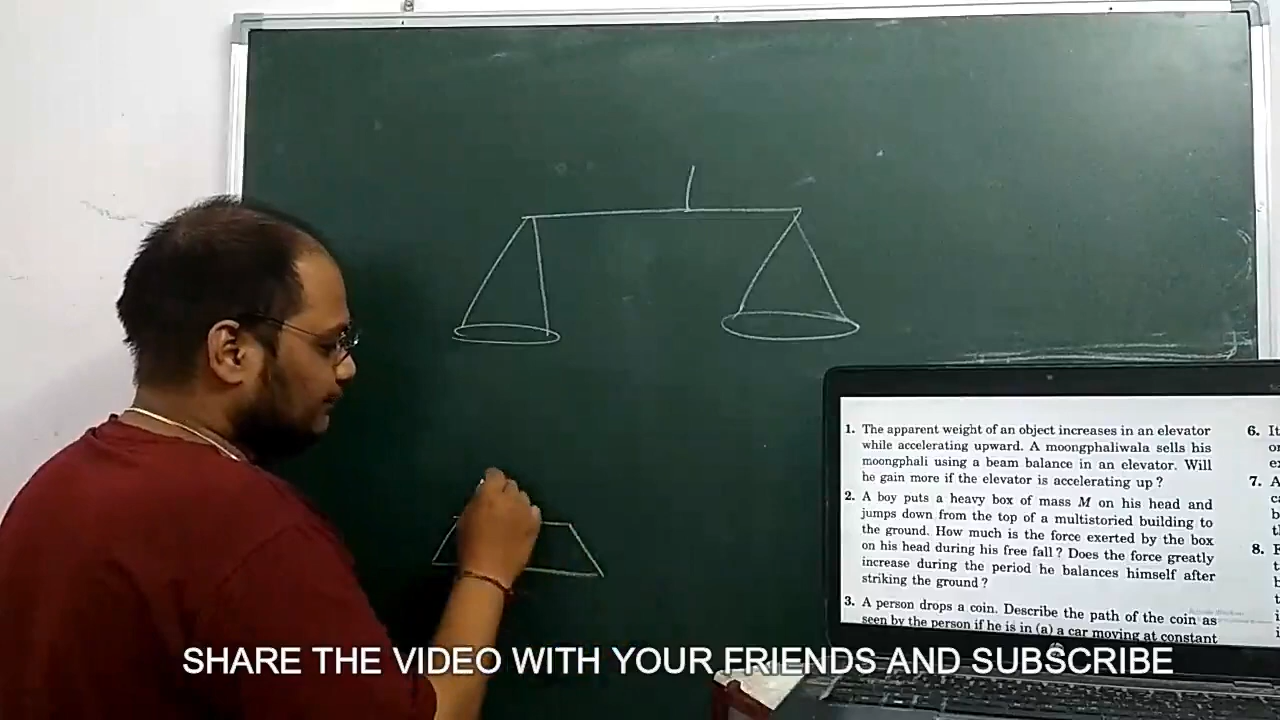 1. The apparent weight of an object increases in an elevator
while accelerating upward. A moongphaliwala sells his
moongphali using a beam balance in an elevator. Will
he gain more if the elevator is accelerating up ?
2. A boy puts a heavy box of mass M on his head and
jumps down from the top of a multistoried building to
the ground. How much is the force exerted by the box
on his head during his free fall ? Does the force greatly
increase during the period he balances himself after
striking the ground ?
3. A person drops a coin. Describe the path of the coin as
seen by the person if he is in (a) a car moving at constant
6. It
7. A
8.
SHARE THE VIDEO WITH YOUR FRIENDS AND SUBSCRIBE